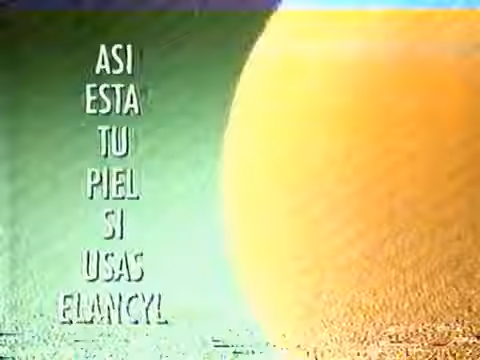 ASI
ESTA
TU
PIEL
SI
USAS
ELANCYL